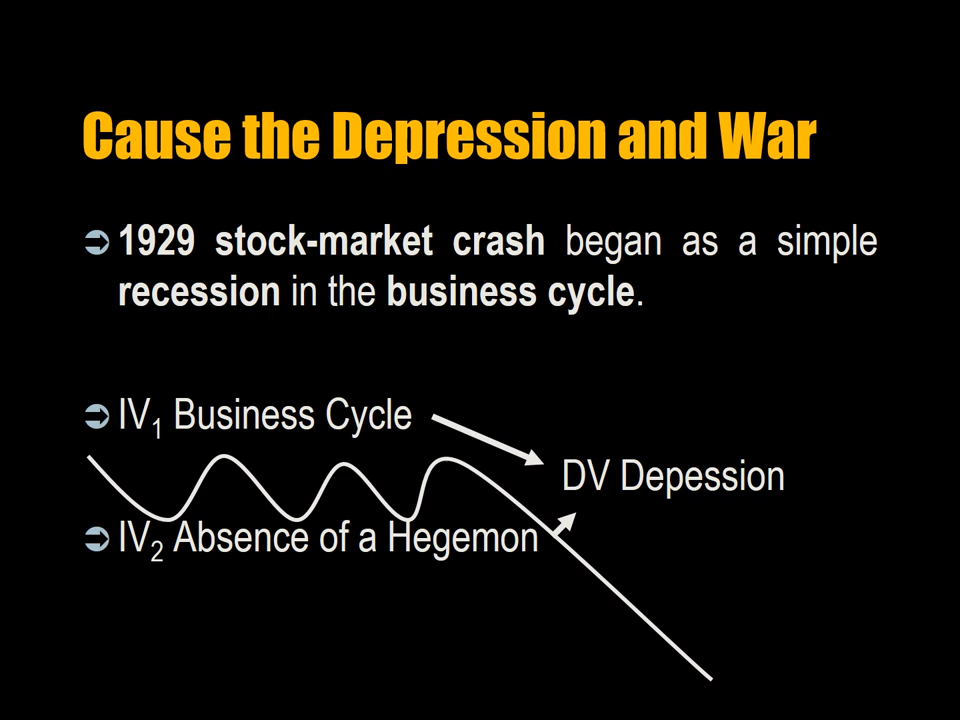 Cause the Depression and War
➲ 1929 stock-market crash began as a simple
recession in the business cycle.
➲ IV₁ Business Cycle
DV Depession
➲ IV₂ Absence of a Hegemon